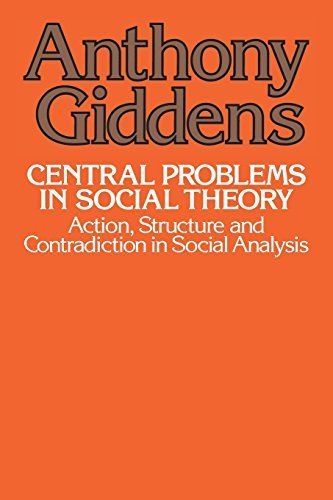 Anthony
Giddens
CENTRAL PROBLEMS
IN SOCIAL THEORY
Action, Structure and
Contradiction in Social Analysis